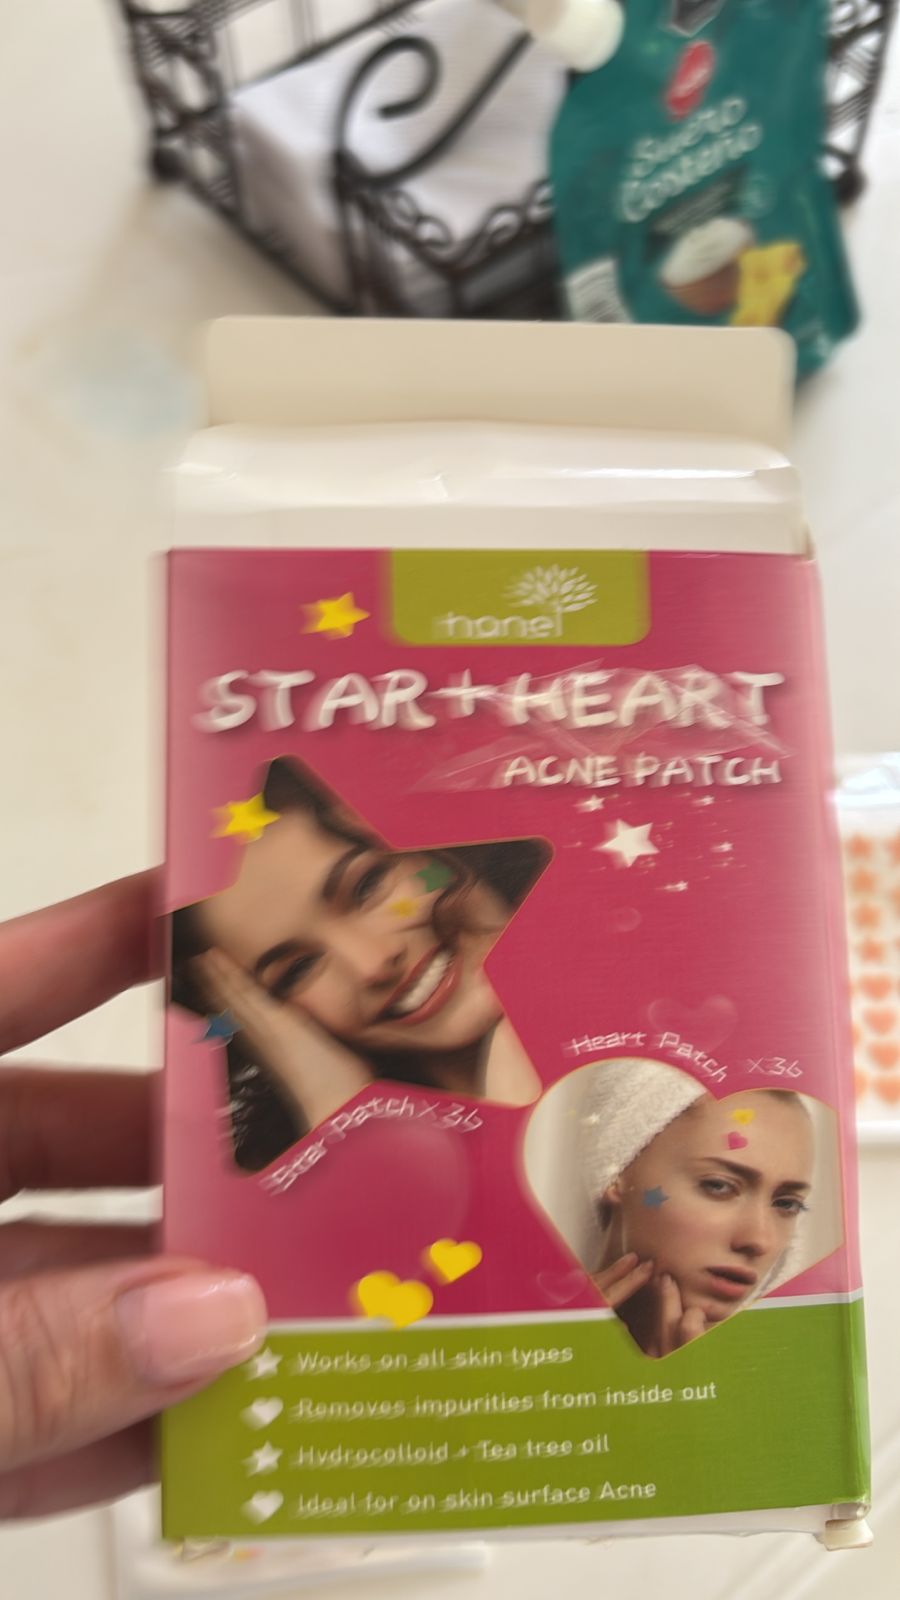 Suero
Costeño
hanel
STAR+HEART
ACNE PATCH
Heart Patch x36
Star Patch x36
Works on all skin types
Removes impurities from inside out
Hydrocolloid + Tea tree oil
Ideal for on skin surface Acne